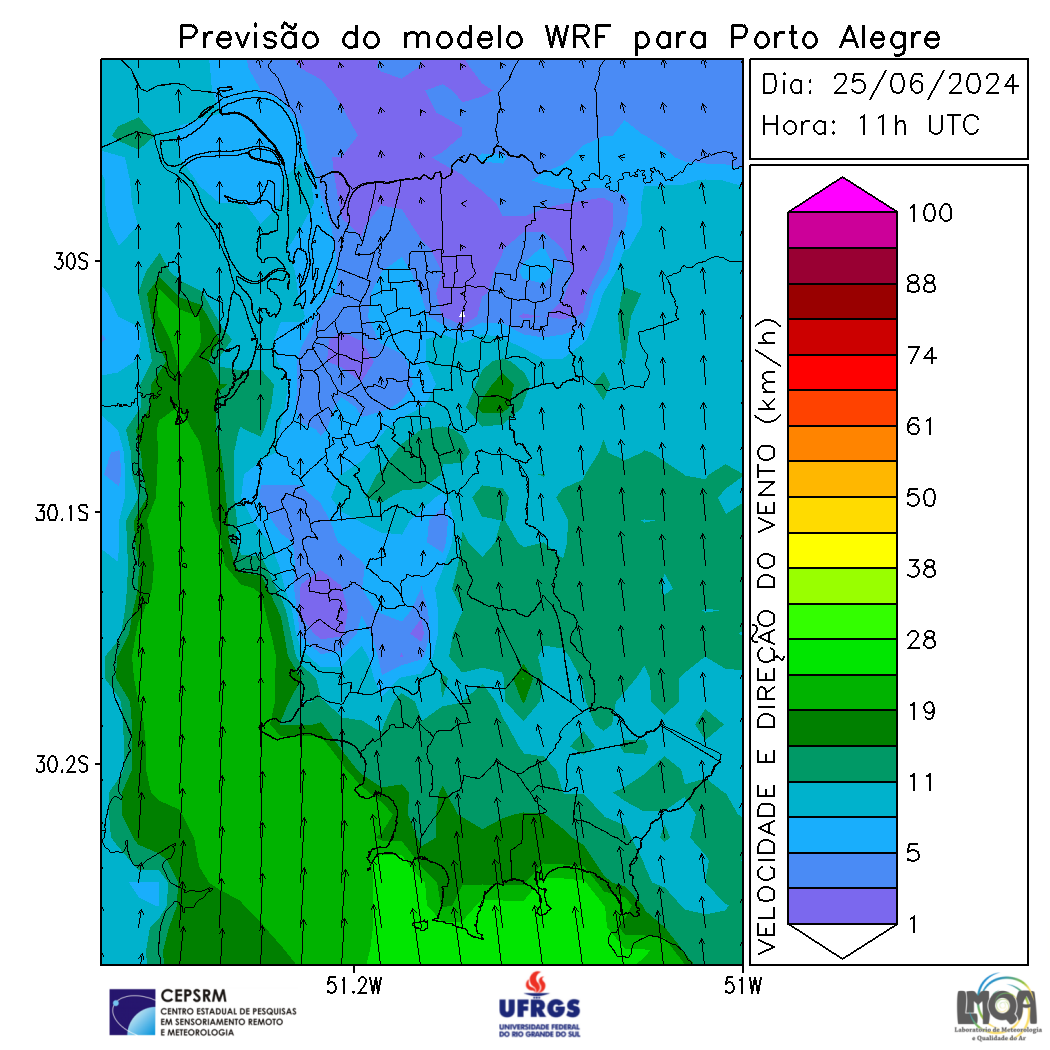 Previsão do modelo WRF para Porto Alegre
Dia: 25/06/2024
Hora: 11h UTC
30S
30.1S
30.2S
51.2W
51W
VELOCIDADE E DIREÇÃO DO VENTO (km/h)
100
88
74
61
50
38
28
19
11
5
1
CEPSRM
CENTRO ESTADUAL DE PESQUISAS
EM SENSORIAMENTO REMOTO
E METEOROLOGIA
UFRGS
UNIVERSIDADE FEDERAL
DO RIO GRANDE DO SUL
LMQA
Laboratório de Meteorologia
e Qualidade do Ar